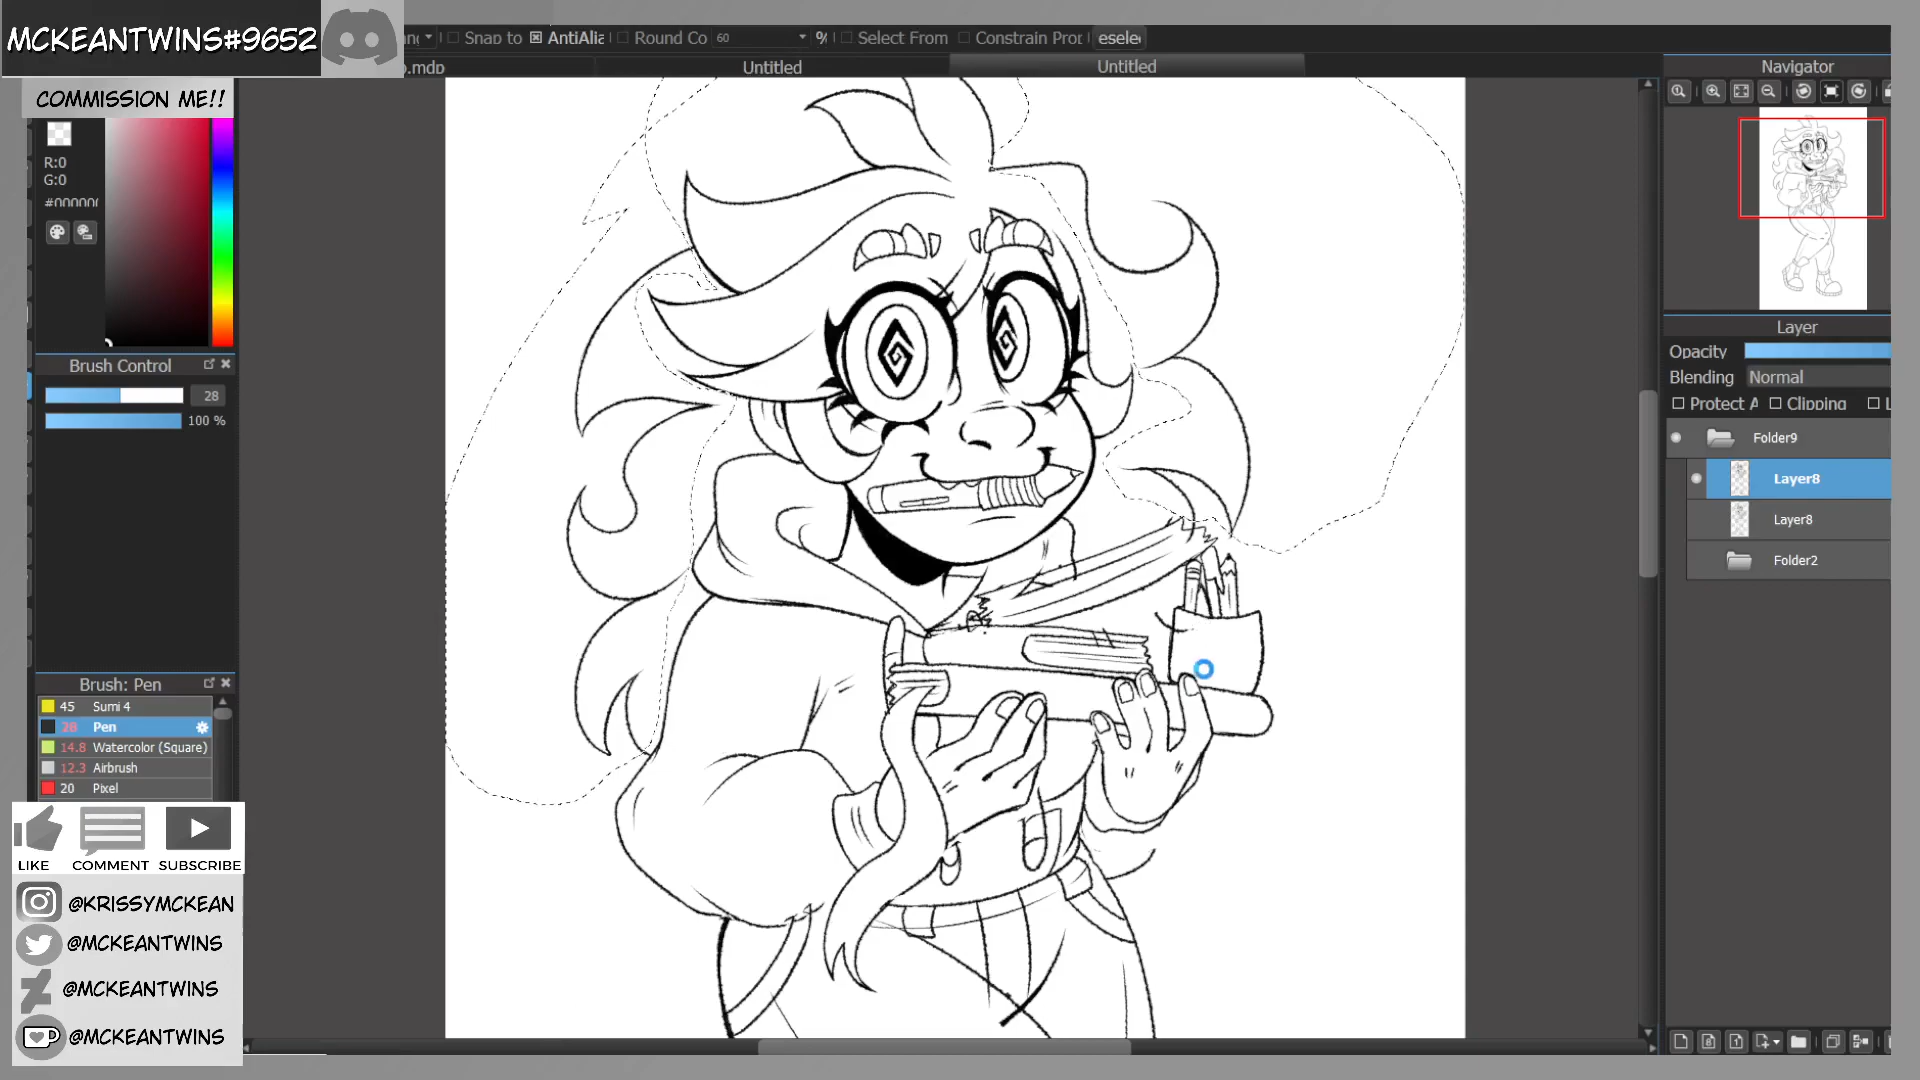 MCKEANTWINS#9652
COMMISSION ME!!
Snap to
AntiAlia
Round Co
60
%
Select From
Constrain Pro
eselec
.mdp
Untitled
Untitled
Navigator
R:0
G:0
Brush Control
28
100 %
Layer
Opacity
Blending
Normal
Protect A
Clipping
L
Folder9
Layer8
Layer8
Folder2
Brush: Pen
45 Sumi 4
28 Pen
14.8 Watercolor (Square)
12.3 Airbrush
20 Pixel
LIKE
COMMENT
SUBSCRIBE
@KRISSYMCKEAN
@MCKEANTWINS
@MCKEANTWINS
@MCKEANTWINS